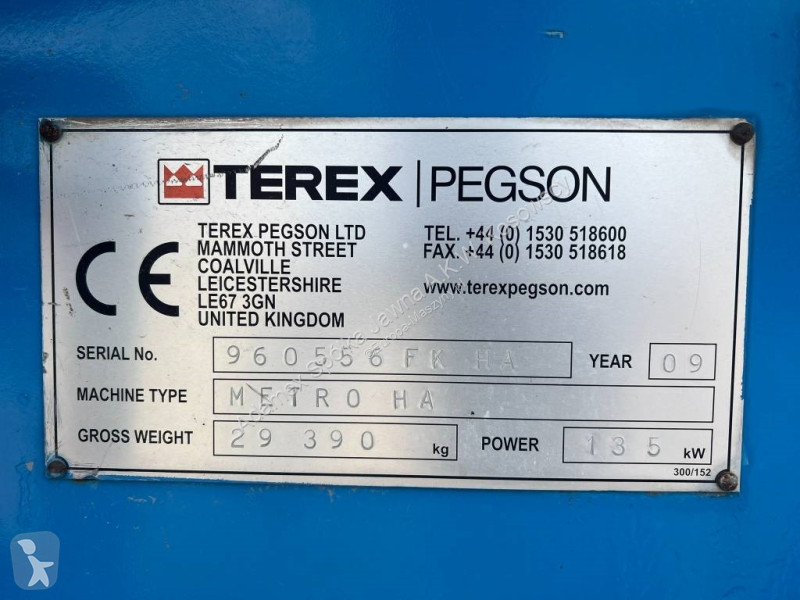 TEREX | PEGSON
TEREX PEGSON LTD
MAMMOTH STREET
COALVILLE
LEICESTERSHIRE
LE67 3GN
UNITED KINGDOM
TEL. +44 (0) 1530 518600
FAX. +44 (0) 1530 518618
www.terexpegson.com
CE
SERIAL No. 960556FK HA YEAR 09
MACHINE TYPE METRO HA
GROSS WEIGHT 29 390 kg POWER 135 kW
300/152